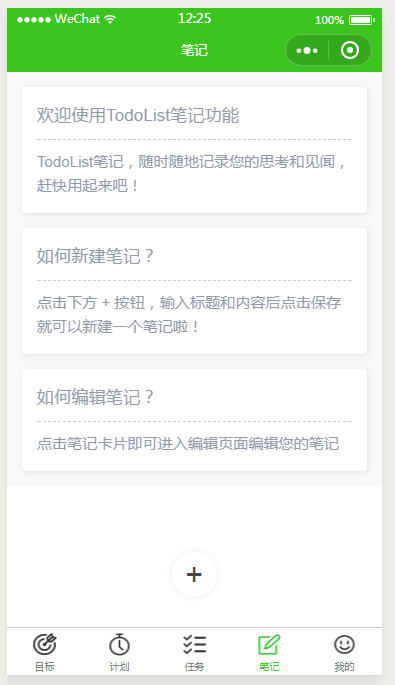 WeChat 12:25 100%
笔记
欢迎使用TodoList笔记功能
TodoList笔记，随时随地记录您的思考和见闻，
赶快用起来吧！
如何新建笔记？
点击下方 + 按钮，输入标题和内容后点击保存
就可以新建一个笔记啦！
如何编辑笔记？
点击笔记卡片即可进入编辑页面编辑您的笔记
+
目标 计划 任务 笔记 我的